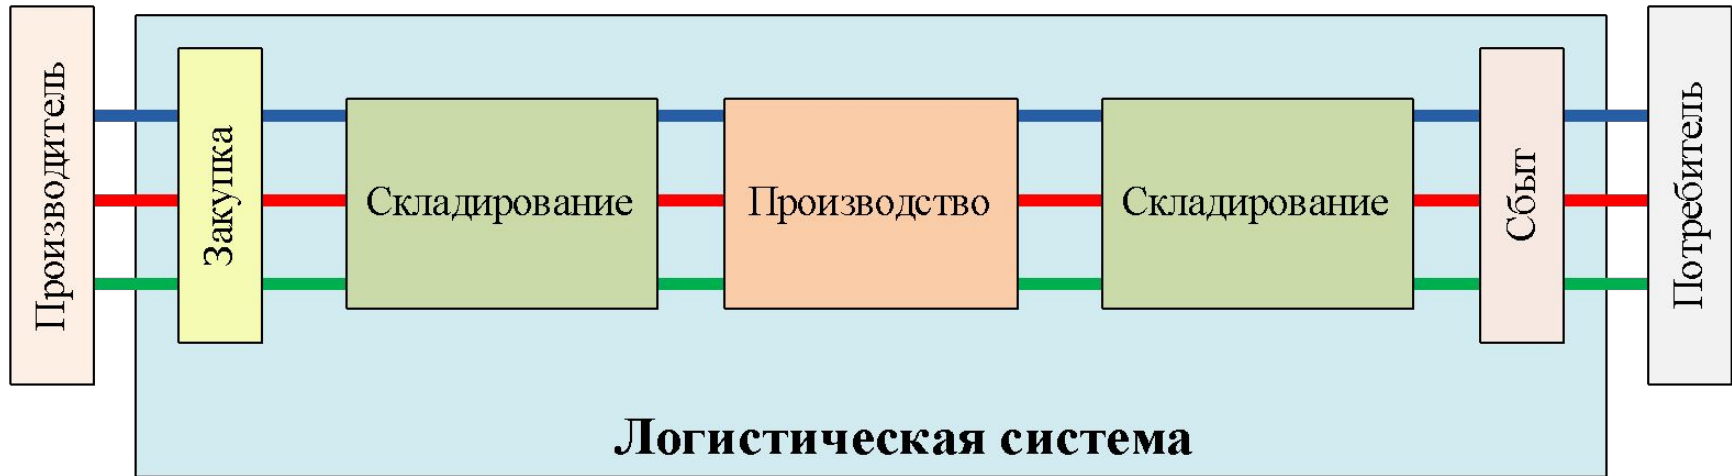 Производитель
Закупка
Складирование
Производство
Складирование
Сбыт
Потребитель
Логистическая система